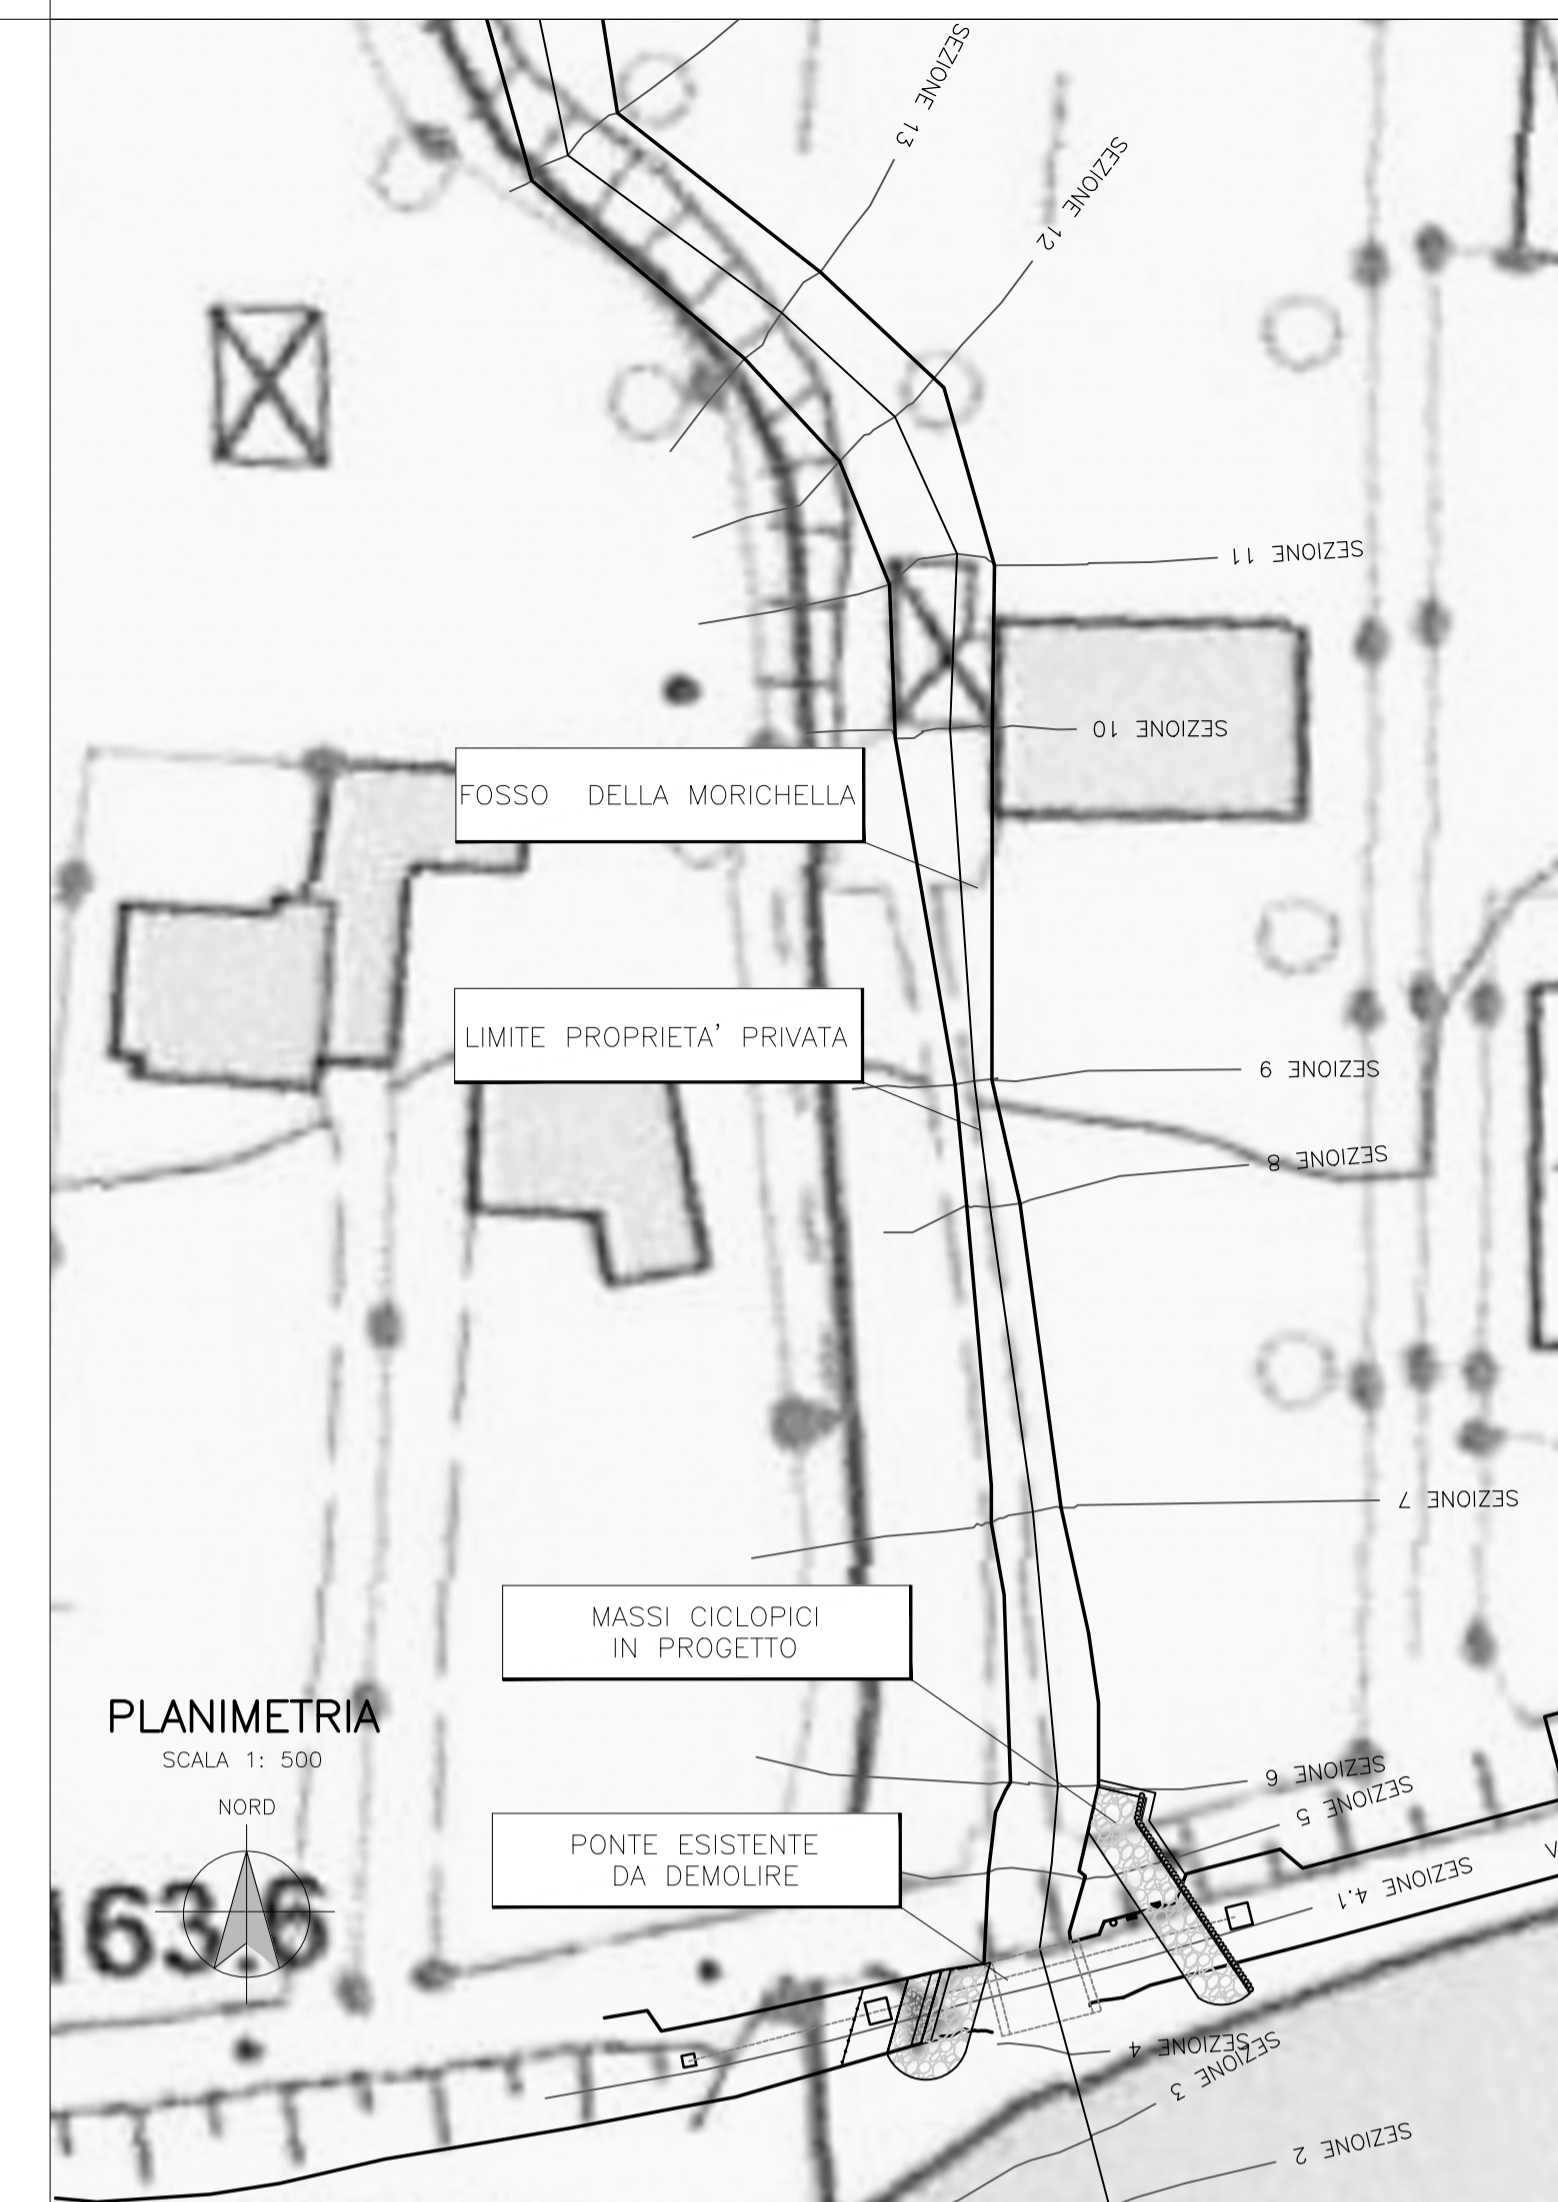 SEZIONE 13
SEZIONE 12
SEZIONE 11
SEZIONE 10
FOSSO DELLA MORICHELLA
LIMITE PROPRIETA' PRIVATA
SEZIONE 9
SEZIONE 8
SEZIONE 7
MASSI CICLOPICI
IN PROGETTO
PLANIMETRIA
SCALA 1: 500
NORD
SEZIONE 6
SEZIONE 5
PONTE ESISTENTE
DA DEMOLIRE
SEZIONE 4.1
163.6
SEZIONE 4
SEZIONE 3
SEZIONE 2